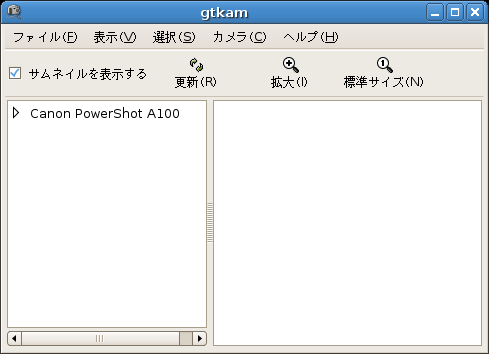 gtkam
ファイル(F) 表示(V) 選択(S) カメラ(C) ヘルプ(H)
サムネイルを表示する 更新(R) 拡大(I) 標準サイズ(N)
Canon PowerShot A100